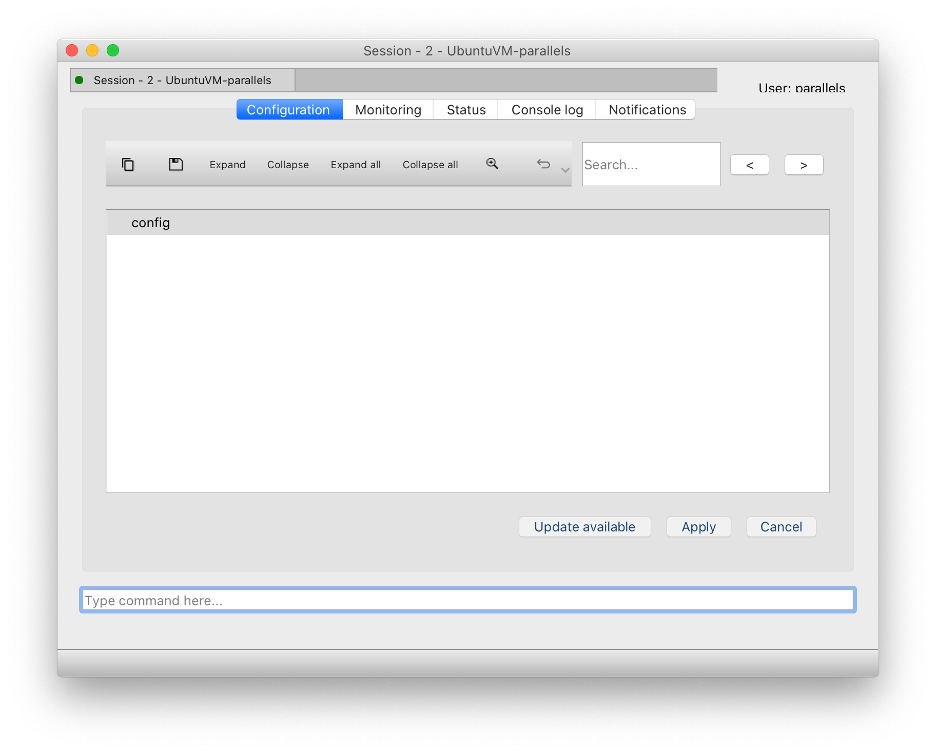 Session - 2 - UbuntuVM-parallels
Session - 2 - UbuntuVM-parallels
User: parallels
Configuration Monitoring Status Console log Notifications
Expand Collapse Expand all Collapse all Search... < >
config
Update available Apply Cancel
Type command here...